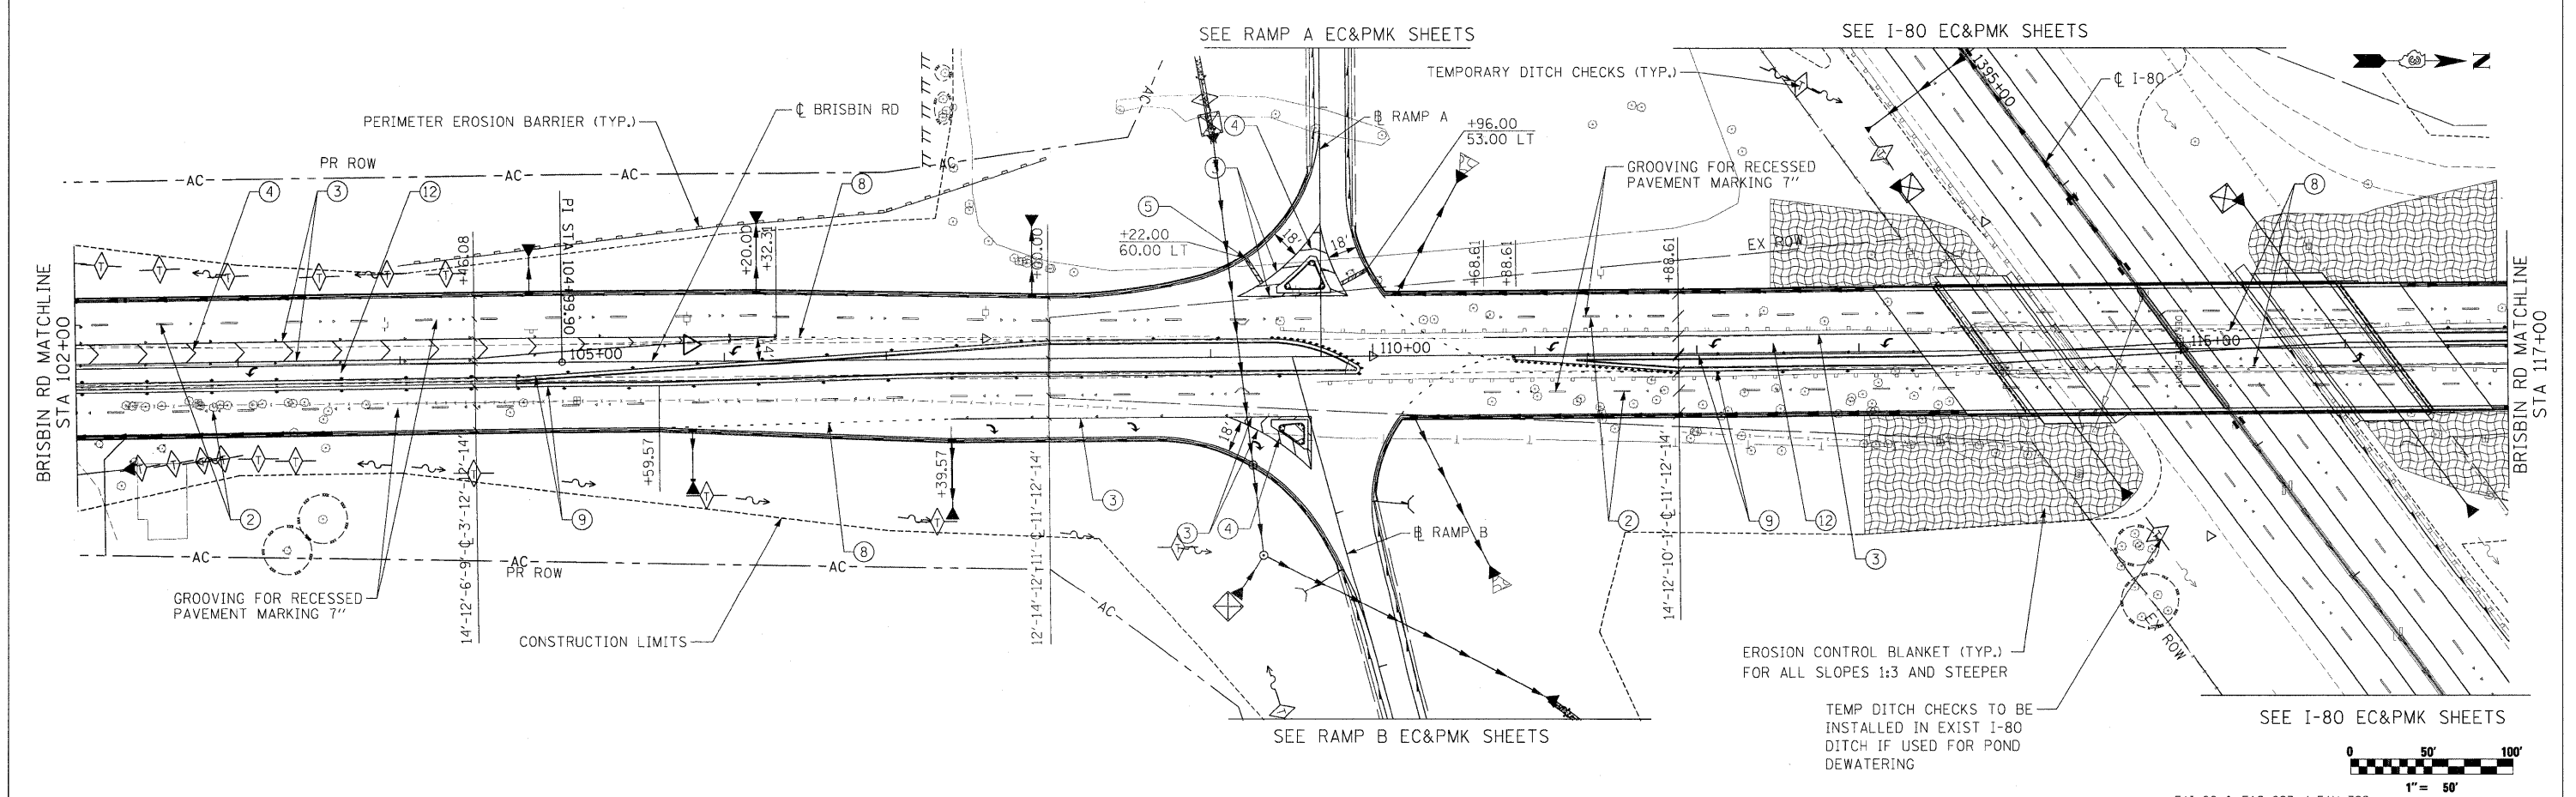 SEE RAMP A EC&PMK SHEETS
SEE I-80 EC&PMK SHEETS
N
TEMPORARY DITCH CHECKS (TYP.)
1395+00
℄ I-80
PERIMETER EROSION BARRIER (TYP.)
℄ BRISBIN RD
AC
4
℄ RAMP A
+96.00
53.00 LT
PR ROW
AC
AC
AC
AC
3
GROOVING FOR RECESSED
PAVEMENT MARKING 7"
4
3
12
8
8
5
PI STA 104+99.90
+22.00
60.00 LT
18'
18'
EX ROW
+46.08
+20.00
+32.31
+00.00
+68.61
+88.61
+88.61
BRISBIN RD MATCHLINE
STA 102+00
BRISBIN RD MATCHLINE
STA 117+00
105+00
110+00
115+00
18'
+59.57
+39.57
2
9
3
8
3
4
2
9
12
3
℄ RAMP B
14'-12'-6'-9'-℄-3'-12'-12'-14'
12'-14'-12'-11'-℄-11'-12'-14'
14'-12'-10'-1'-℄-11'-12'-14'
AC
AC
PR ROW
AC
AC
GROOVING FOR RECESSED
PAVEMENT MARKING 7"
CONSTRUCTION LIMITS
EX ROW
EROSION CONTROL BLANKET (TYP.)
FOR ALL SLOPES 1:3 AND STEEPER
TEMP DITCH CHECKS TO BE
INSTALLED IN EXIST I-80
DITCH IF USED FOR POND
DEWATERING
SEE RAMP B EC&PMK SHEETS
SEE I-80 EC&PMK SHEETS
0 50' 100'
1" = 50'